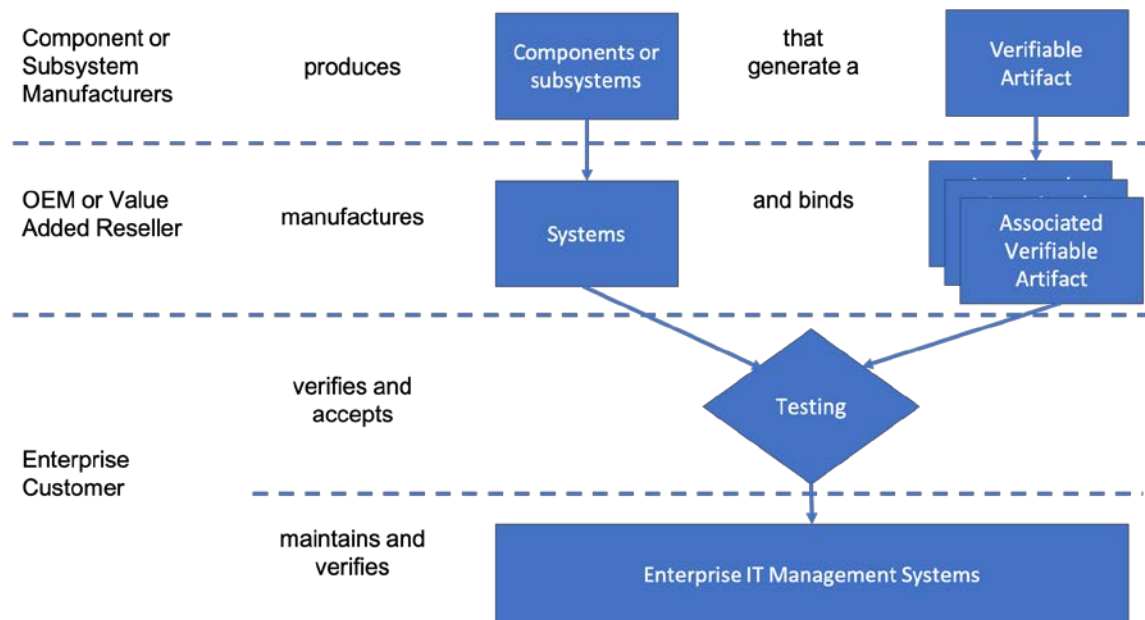 Component or
Subsystem
Manufacturers
produces
Components or
subsystems
that
generate a
Verifiable
Artifact
OEM or Value
Added Reseller
manufactures
Systems
and binds
Associated
Verifiable
Artifact
Enterprise
Customer
verifies and
accepts
Testing
maintains and
verifies
Enterprise IT Management Systems